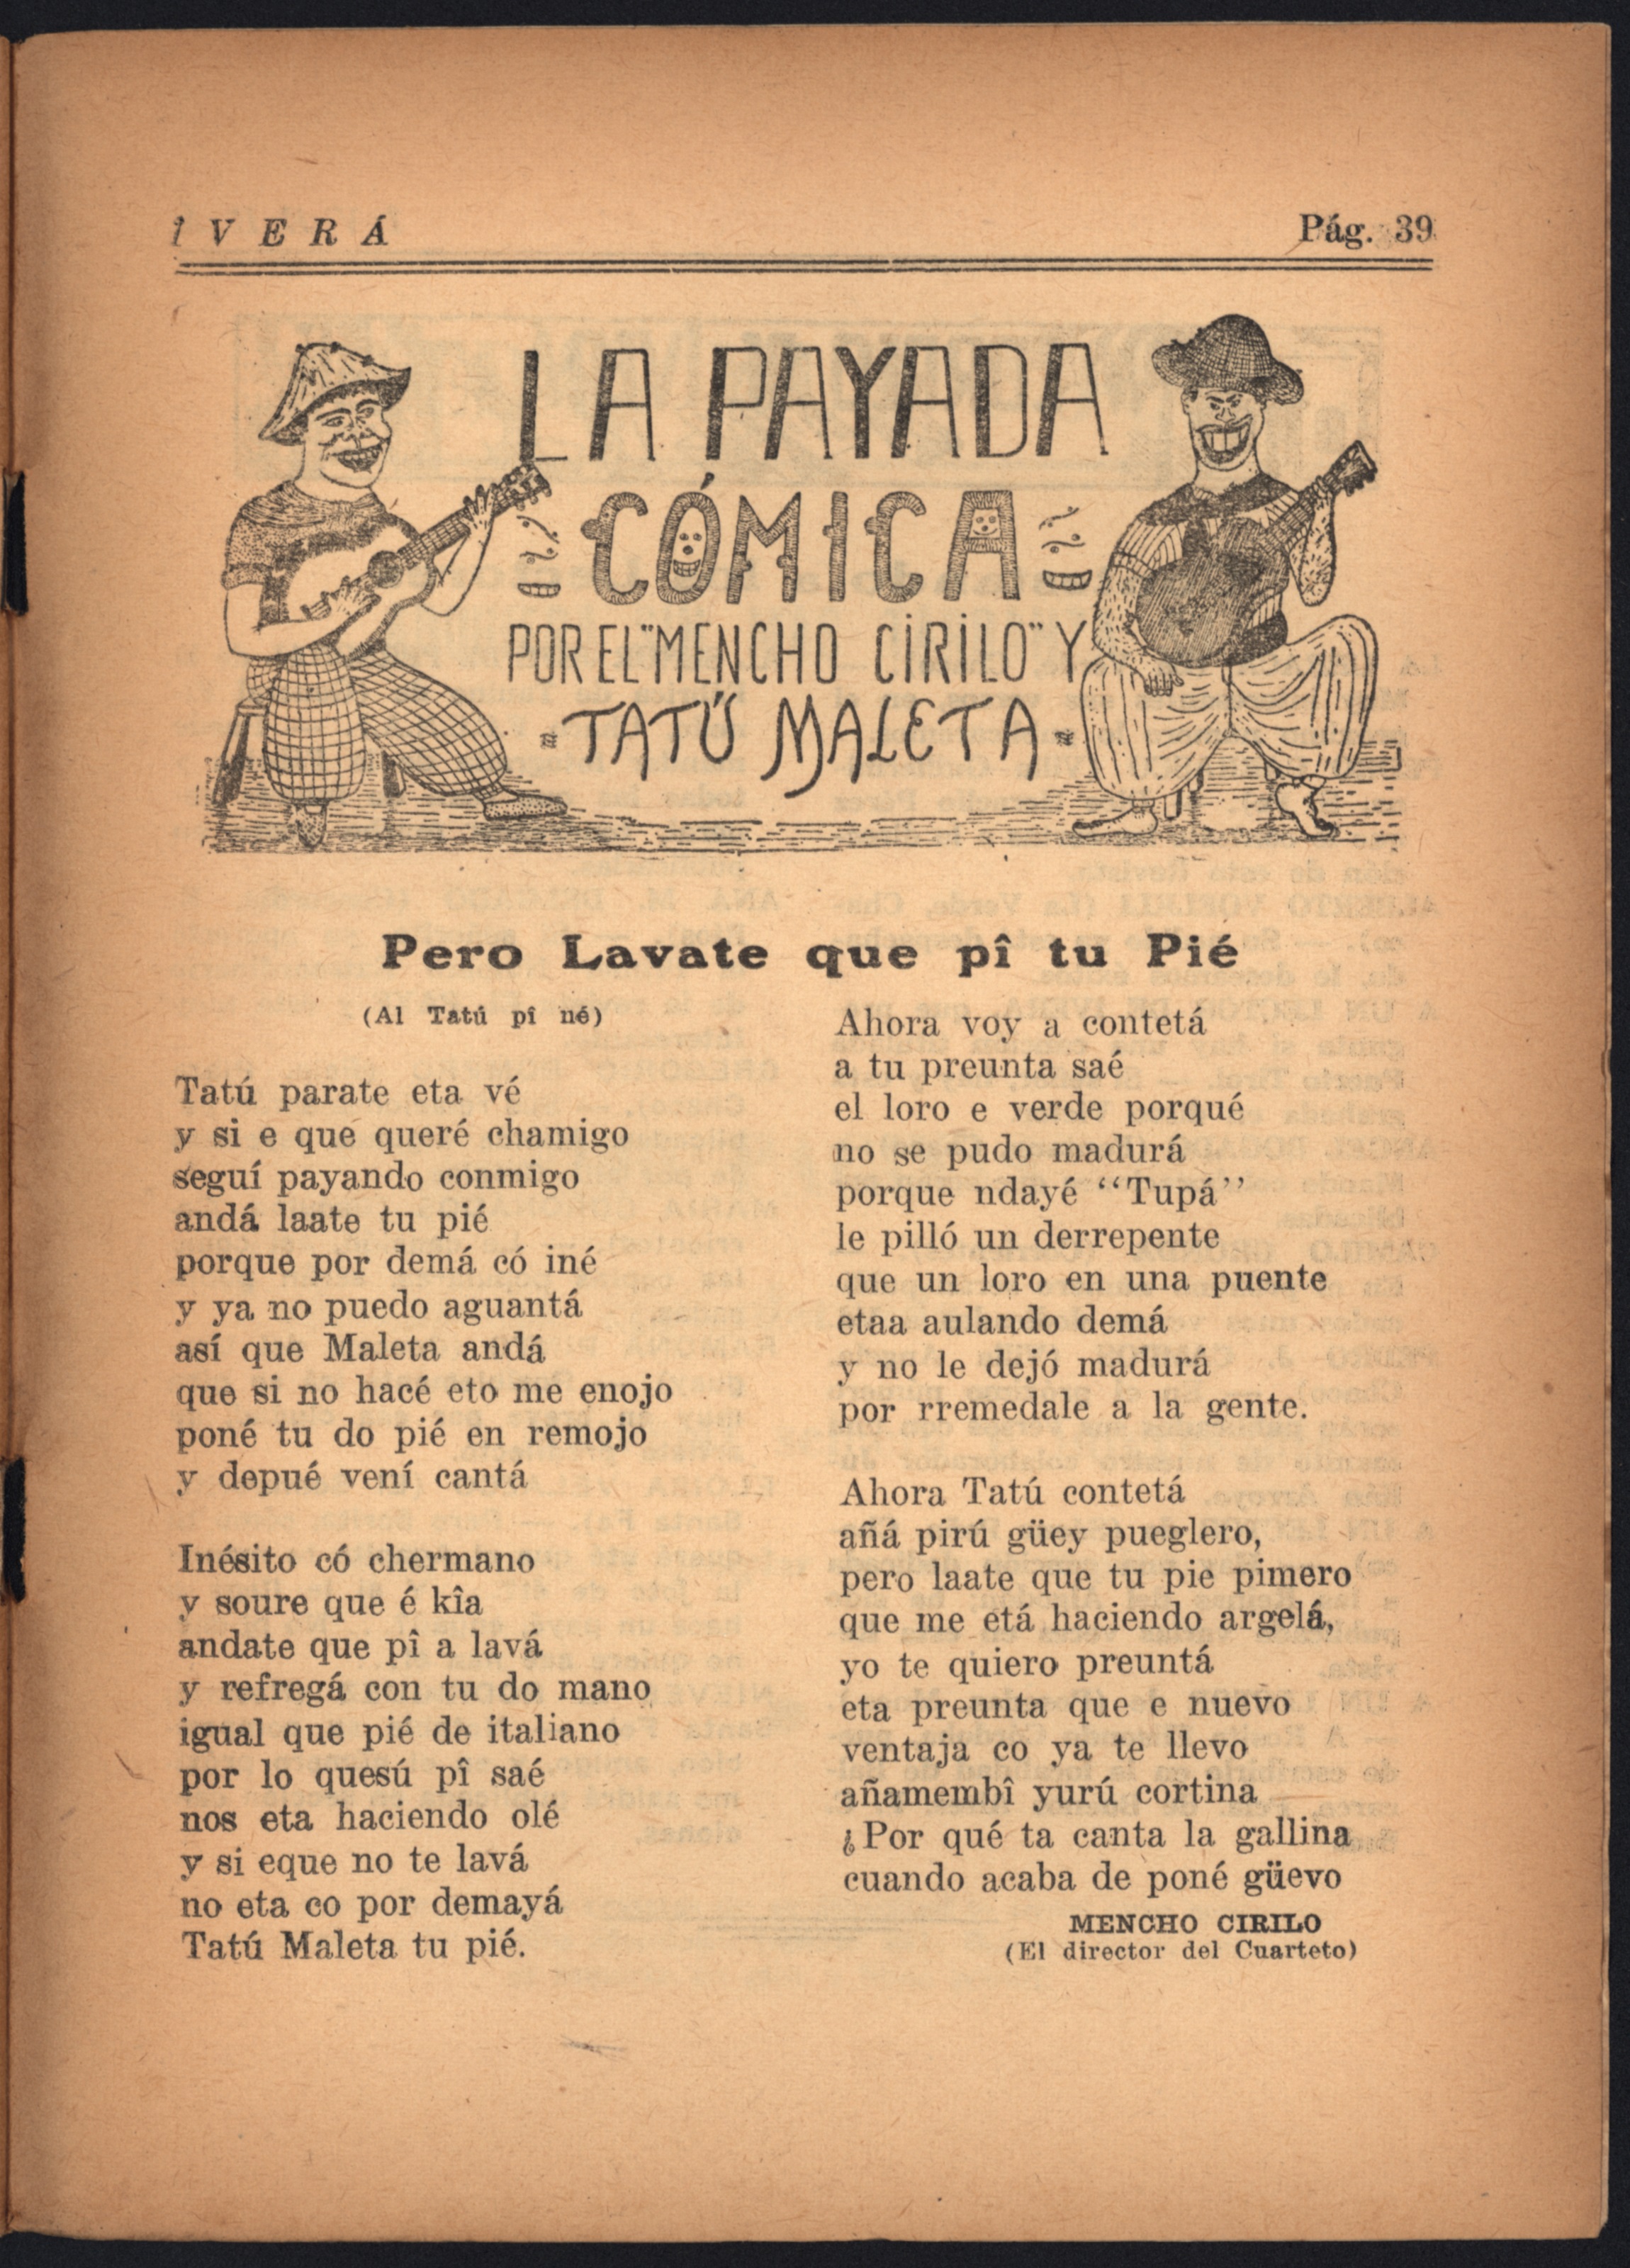 îVERÁ
Pág. 39
LA PAYADA
CÓMICA
POR EL "MENCHO CIRILO" Y
TATÚ MALETA
Pero Lavate que pî tu Pié
(Al Tatú pî né)
Tatú parate eta vé
y si e que queré chamigo
seguí payando conmigo
andá laate tu pié
porque por demá có iné
y ya no puedo aguantá
así que Maleta andá
que si no hacé eto me enojo
poné tu do pié en remojo
y depué vení cantá
Inésito có chermano
y soure que é kîa
andate que pî a lavá
y refregá con tu do mano
igual que pié de italiano
por lo quesú pî saé
nos eta haciendo olé
y si eque no te lavá
no eta co por demayá
Tatú Maleta tu pié.
Ahora voy a contetá
a tu preunta saé
el loro e verde porqué
no se pudo madurá
porque ndayé “Tupá”
le pilló un derrepente
que un loro en una puente
etaa aulando demá
y no le dejó madurá
por rremedale a la gente.
Ahora Tatú contetá
añá pirú güey pueglero,
pero laate que tu pie pimero
que me etá haciendo argelá,
yo te quiero preuntá
eta preunta que e nuevo
ventaja co ya te llevo
añamembî yurú cortina
¿Por qué ta canta la gallina
cuando acaba de poné güevo
MENCHO CIRILO
(El director del Cuarteto)